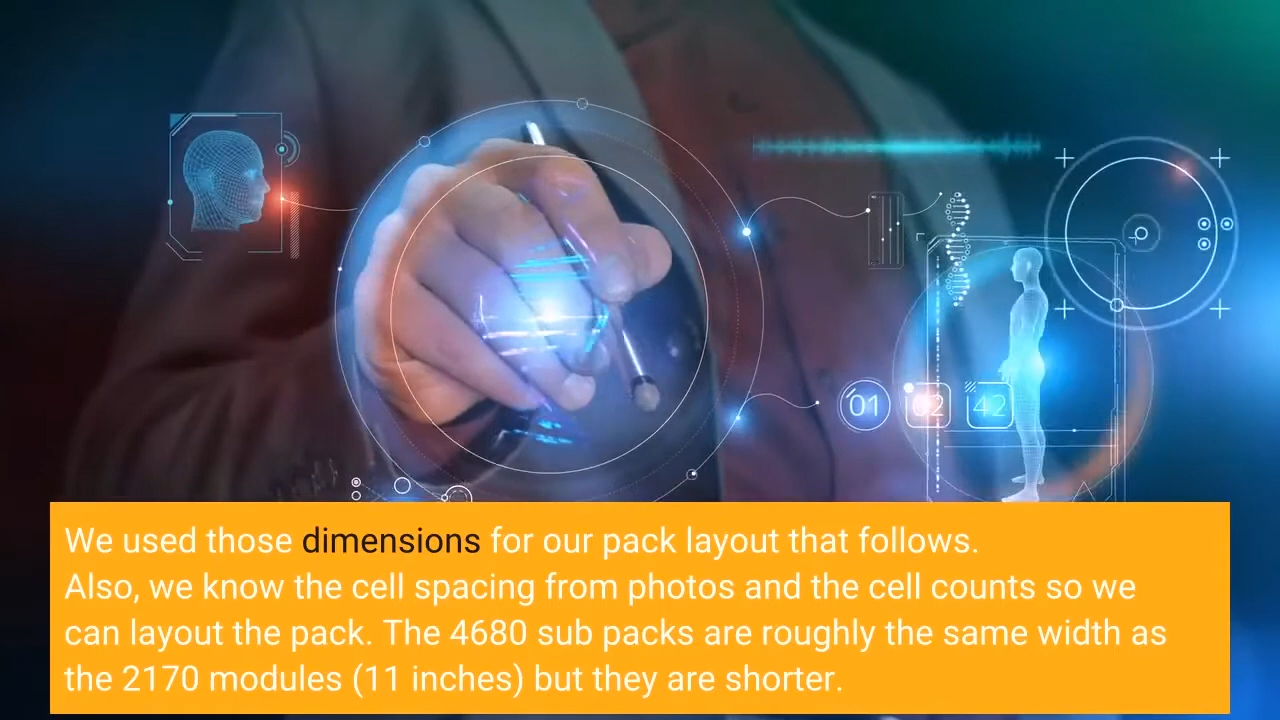 01
02
42
We used those dimensions for our pack layout that follows.
Also, we know the cell spacing from photos and the cell counts so we
can layout the pack. The 4680 sub packs are roughly the same width as
the 2170 modules (11 inches) but they are shorter.